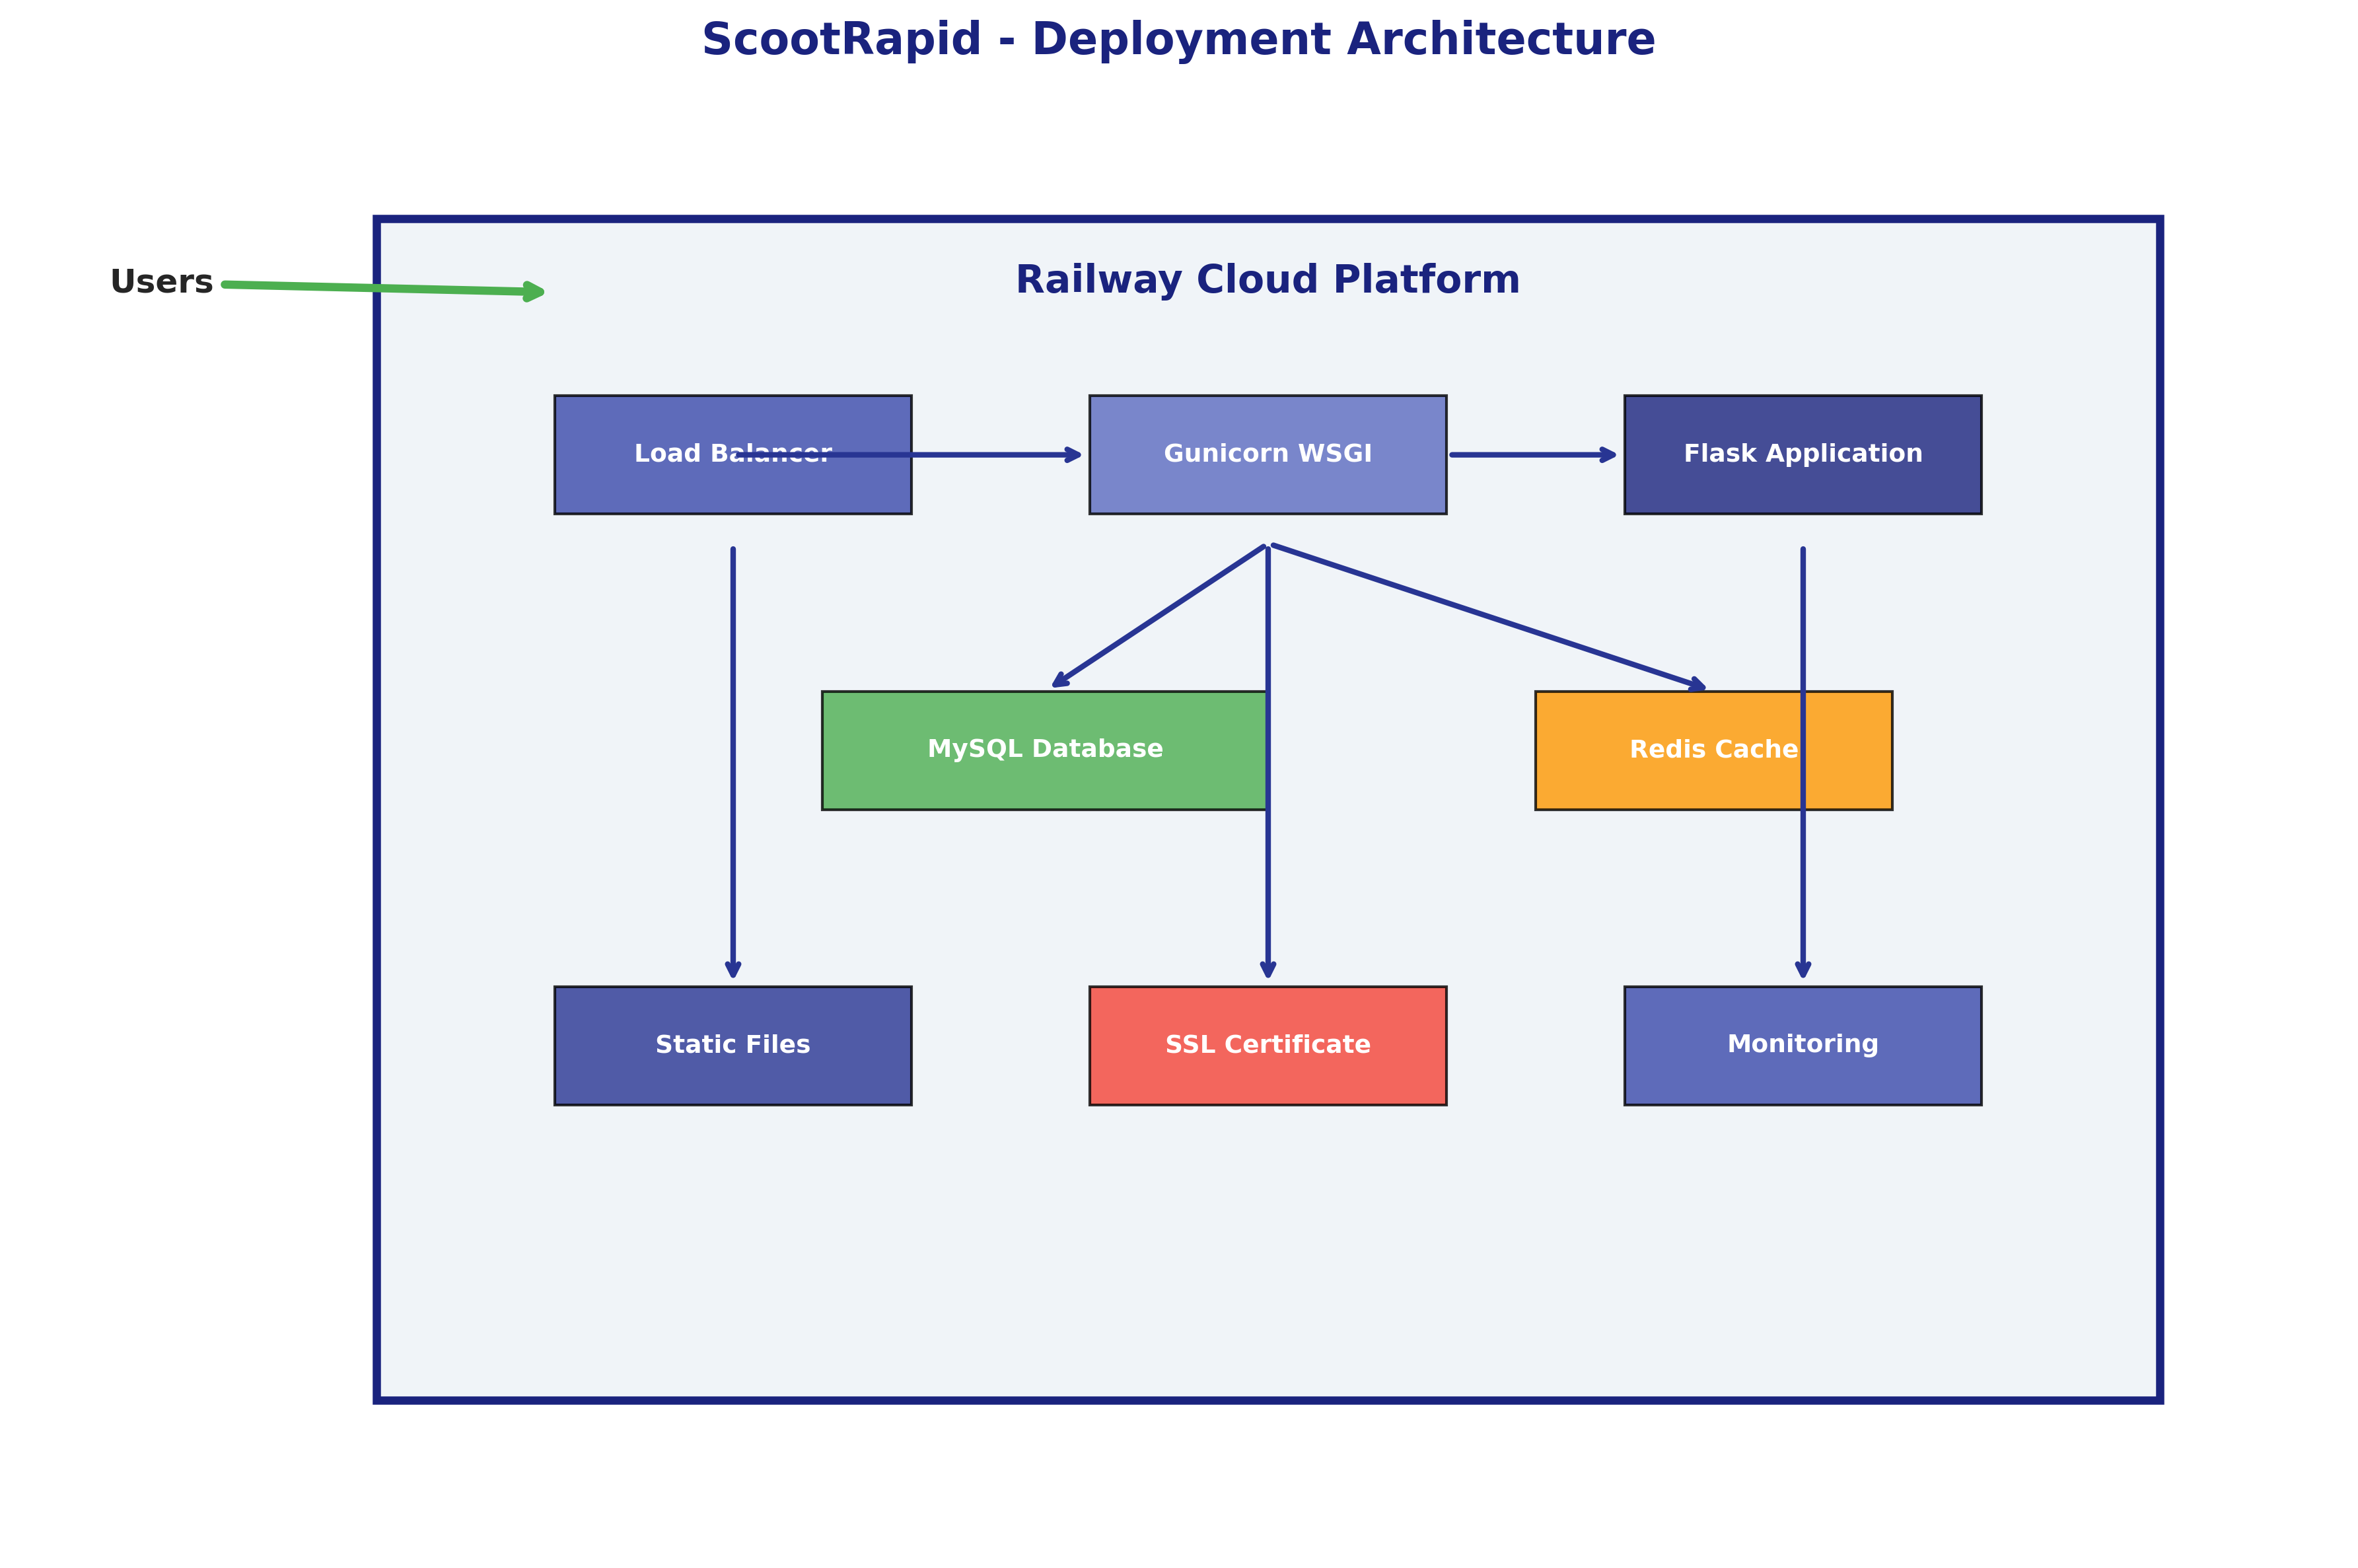 ScootRapid - Deployment Architecture
Users
Railway Cloud Platform
Load Balancer
Gunicorn WSGI
Flask Application
MySQL Database
Redis Cache
Static Files
SSL Certificate
Monitoring